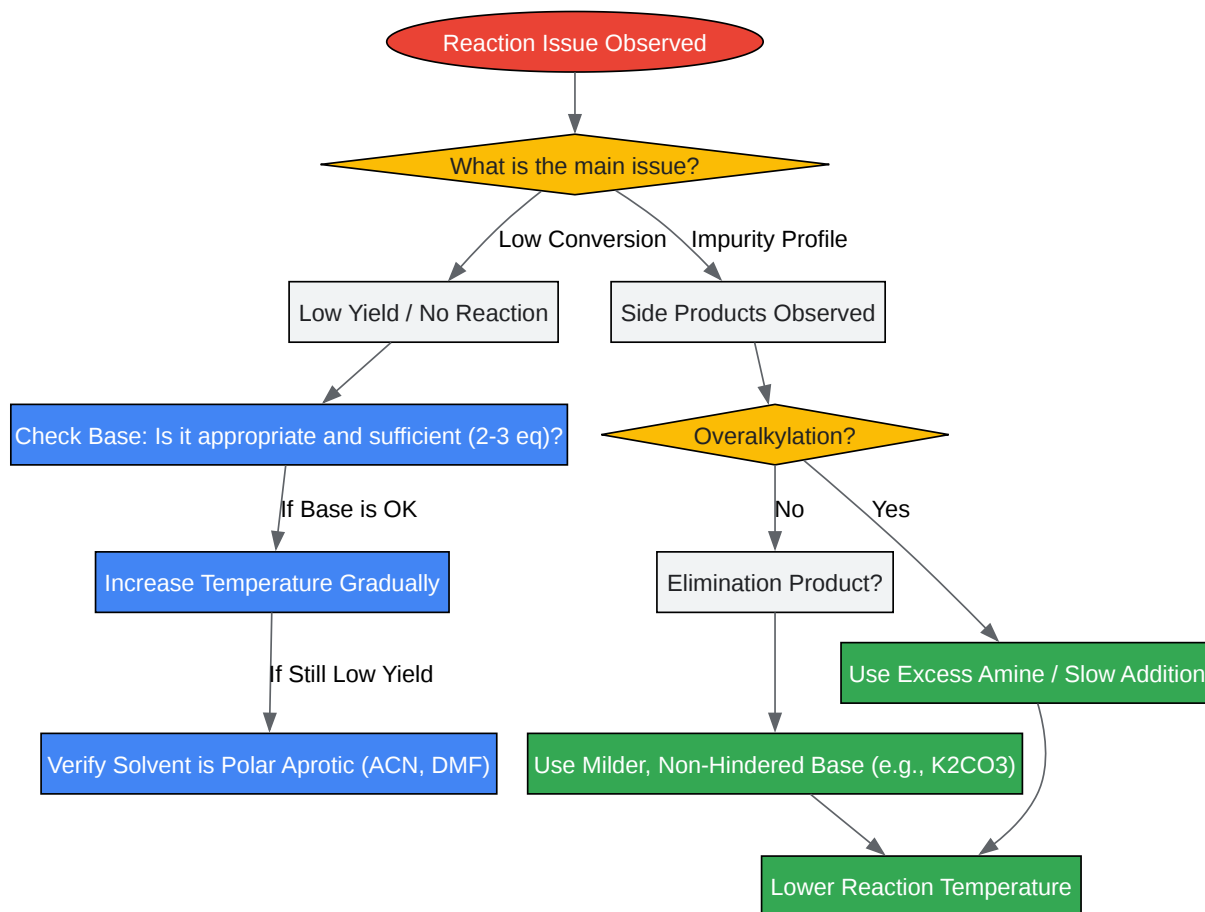 Reaction Issue Observed
What is the main issue?
Low Conversion
Impurity Profile
Low Yield / No Reaction
Side Products Observed
Check Base: Is it appropriate and sufficient (2-3 eq)?
Overalkylation?
If Base is OK
No
Yes
Increase Temperature Gradually
Elimination Product?
If Still Low Yield
Use Excess Amine / Slow Addition
Verify Solvent is Polar Aprotic (ACN, DMF)
Use Milder, Non-Hindered Base (e.g., K2CO3)
Lower Reaction Temperature